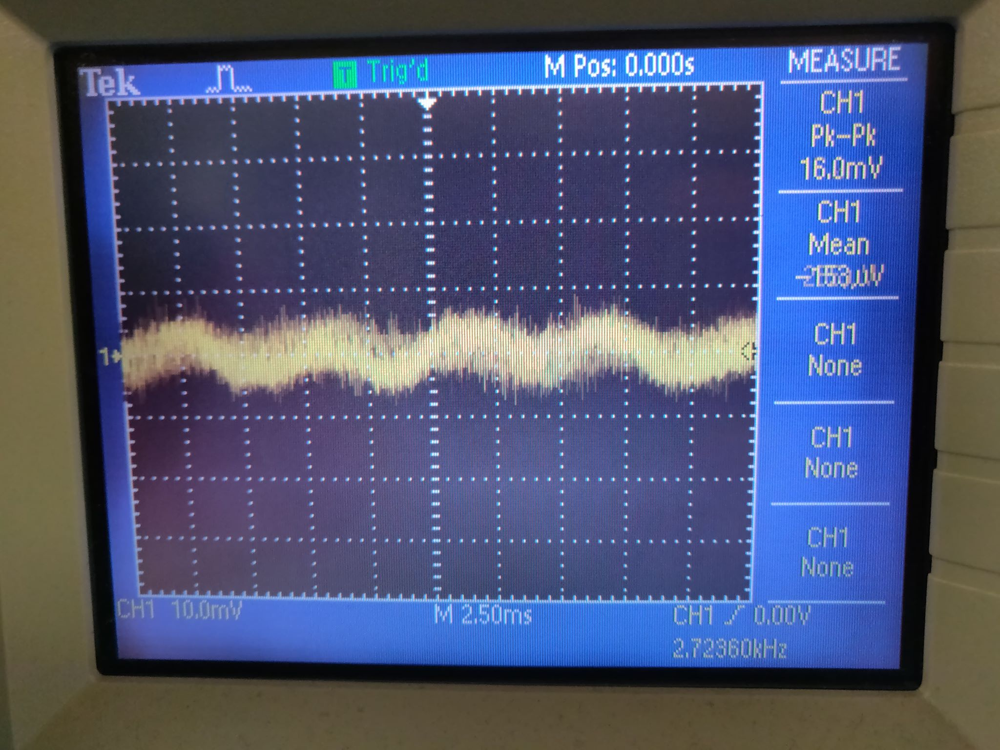 Tek T Trig'd M Pos: 0.000s MEASURE
CH1
Pk-Pk
16.0mV
CH1
Mean
1+
CH1
None
CH1
None
CH1
None
CH1 10.0mV M 2.50ms CH1 0.00V
2.72360kHz